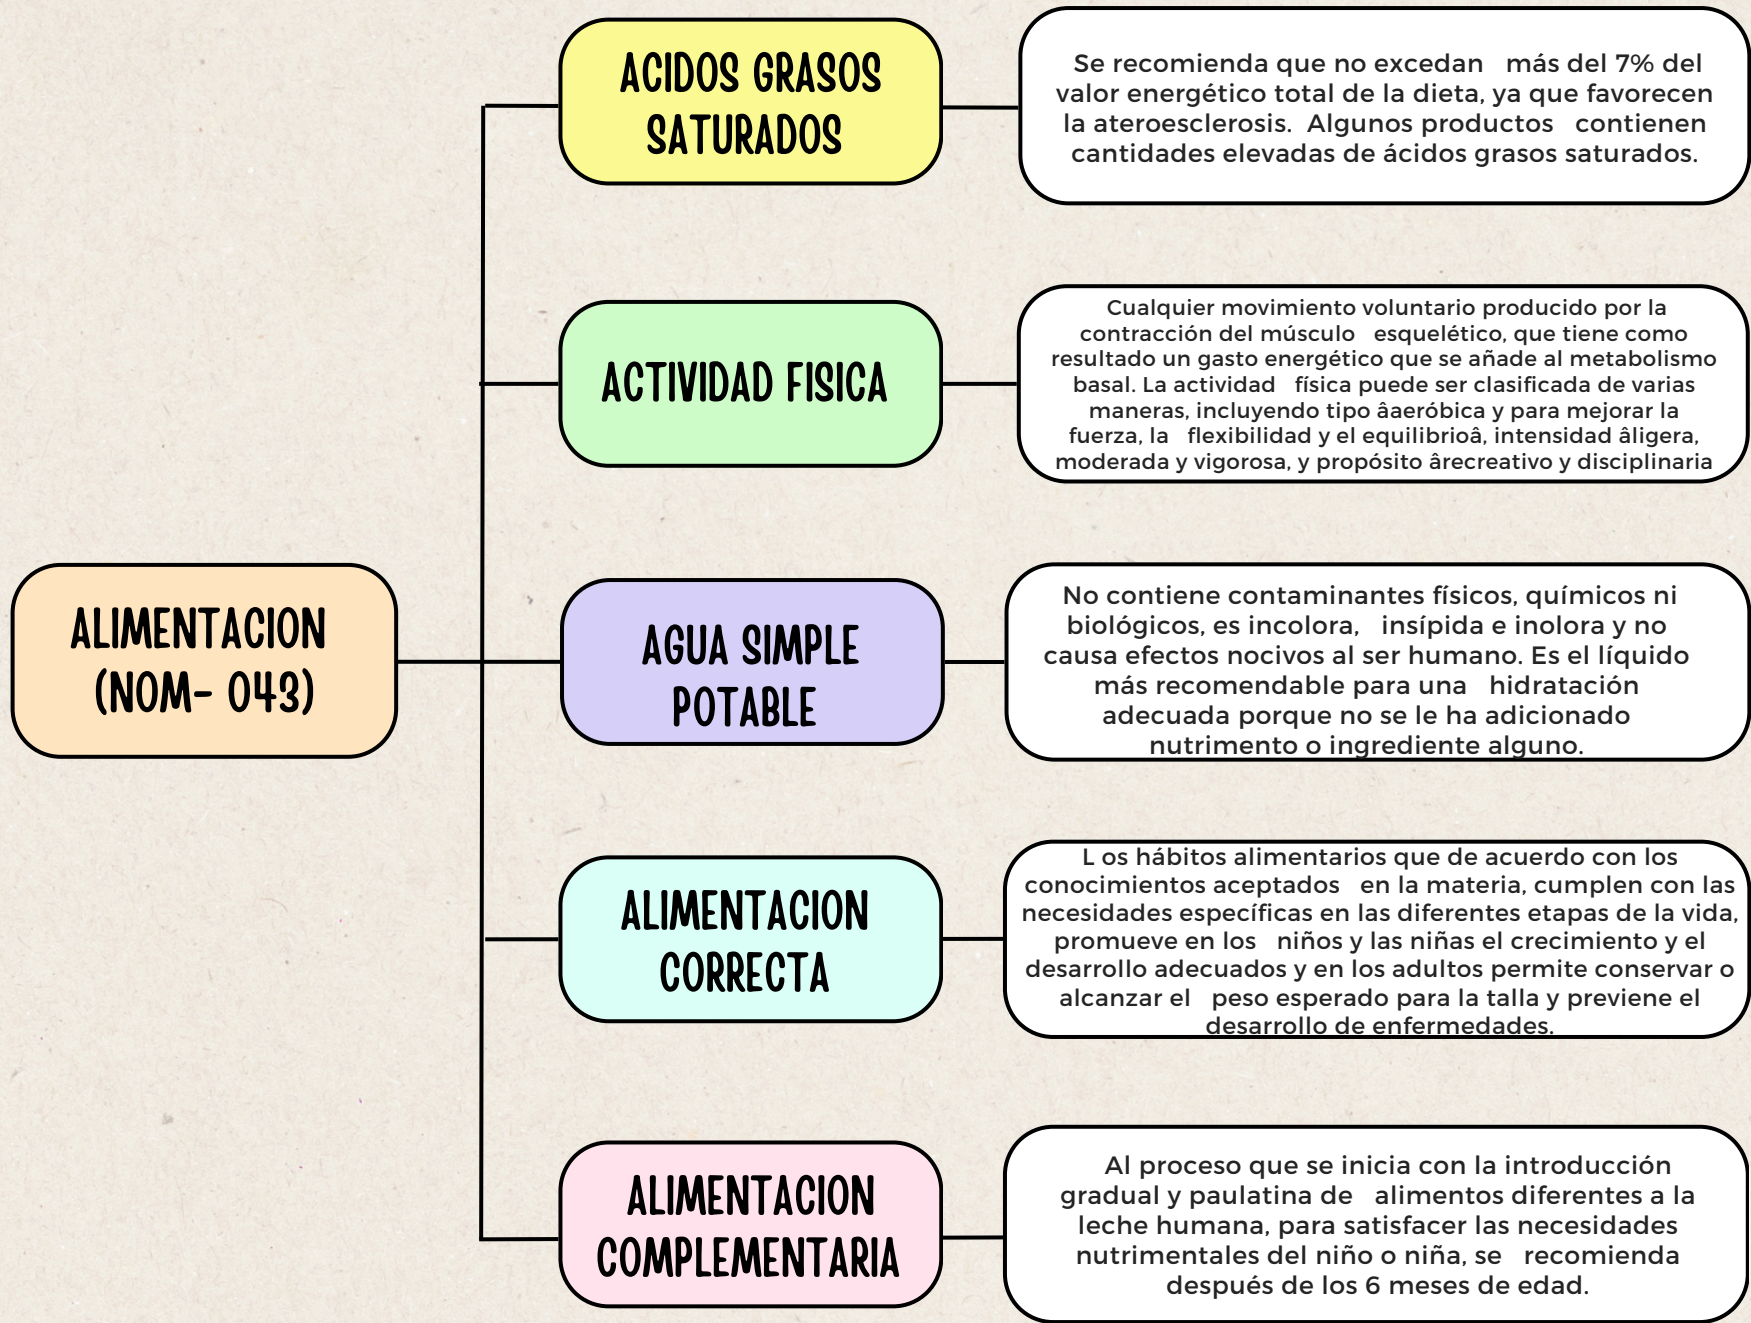 ACIDOS GRASOS
SATURADOS
Se recomienda que no excedan más del 7% del
valor energético total de la dieta, ya que favorecen
la ateroesclerosis. Algunos productos contienen
cantidades elevadas de ácidos grasos saturados.
ACTIVIDAD FISICA
Cualquier movimiento voluntario producido por la
contracción del músculo esquelético, que tiene como
resultado un gasto energético que se añade al metabolismo
basal. La actividad física puede ser clasificada de varias
maneras, incluyendo tipo âaeróbica y para mejorar la
fuerza, la flexibilidad y el equilibrioâ, intensidad âligera,
moderada y vigorosa, y propósito ârecreativo y disciplinaria
ALIMENTACION
(NOM- 043)
AGUA SIMPLE
POTABLE
No contiene contaminantes físicos, químicos ni
biológicos, es incolora, insípida e inolora y no
causa efectos nocivos al ser humano. Es el líquido
más recomendable para una hidratación
adecuada porque no se le ha adicionado
nutrimento o ingrediente alguno.
ALIMENTACION
CORRECTA
L os hábitos alimentarios que de acuerdo con los
conocimientos aceptados en la materia, cumplen con las
necesidades específicas en las diferentes etapas de la vida,
promueve en los niños y las niñas el crecimiento y el
desarrollo adecuados y en los adultos permite conservar o
alcanzar el peso esperado para la talla y previene el
desarrollo de enfermedades.
ALIMENTACION
COMPLEMENTARIA
Al proceso que se inicia con la introducción
gradual y paulatina de alimentos diferentes a la
leche humana, para satisfacer las necesidades
nutrimentales del niño o niña, se recomienda
después de los 6 meses de edad.